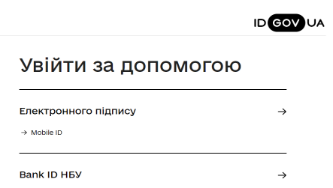 ID GOV UA
Увійти за допомогою
Електронного підпису →
→ Mobile ID
Bank ID НБУ →